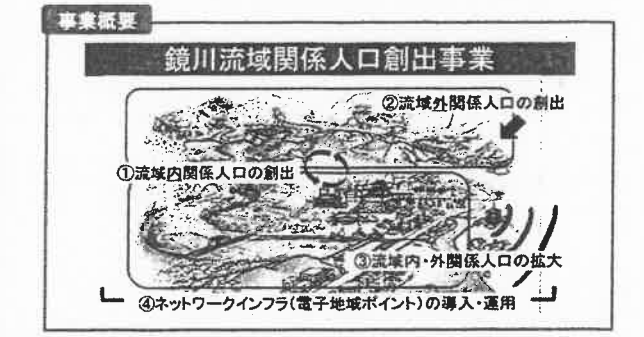 事業概要
鏡川流域関係人口創出事業
②流域外関係人口の創出
①流域内関係人口の創出
③流域内・外関係人口の拡大
④ネットワークインフラ(電子地域ポイント)の導入・運用